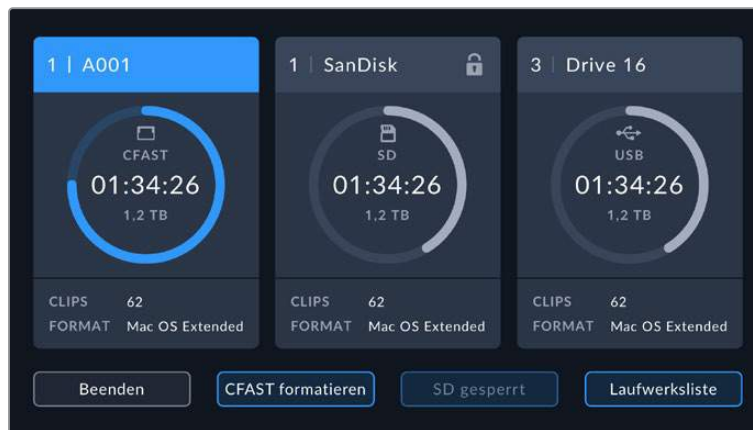 1 | A001
CFAST
01:34:26
1,2 TB
CLIPS 62
FORMAT Mac OS Extended
1 | SanDisk
SD
01:34:26
1,2 TB
CLIPS 62
FORMAT Mac OS Extended
3 | Drive 16
USB
01:34:26
1,2 TB
CLIPS 62
FORMAT Mac OS Extended
Beenden
CFAST formatieren
SD gesperrt
Laufwerksliste